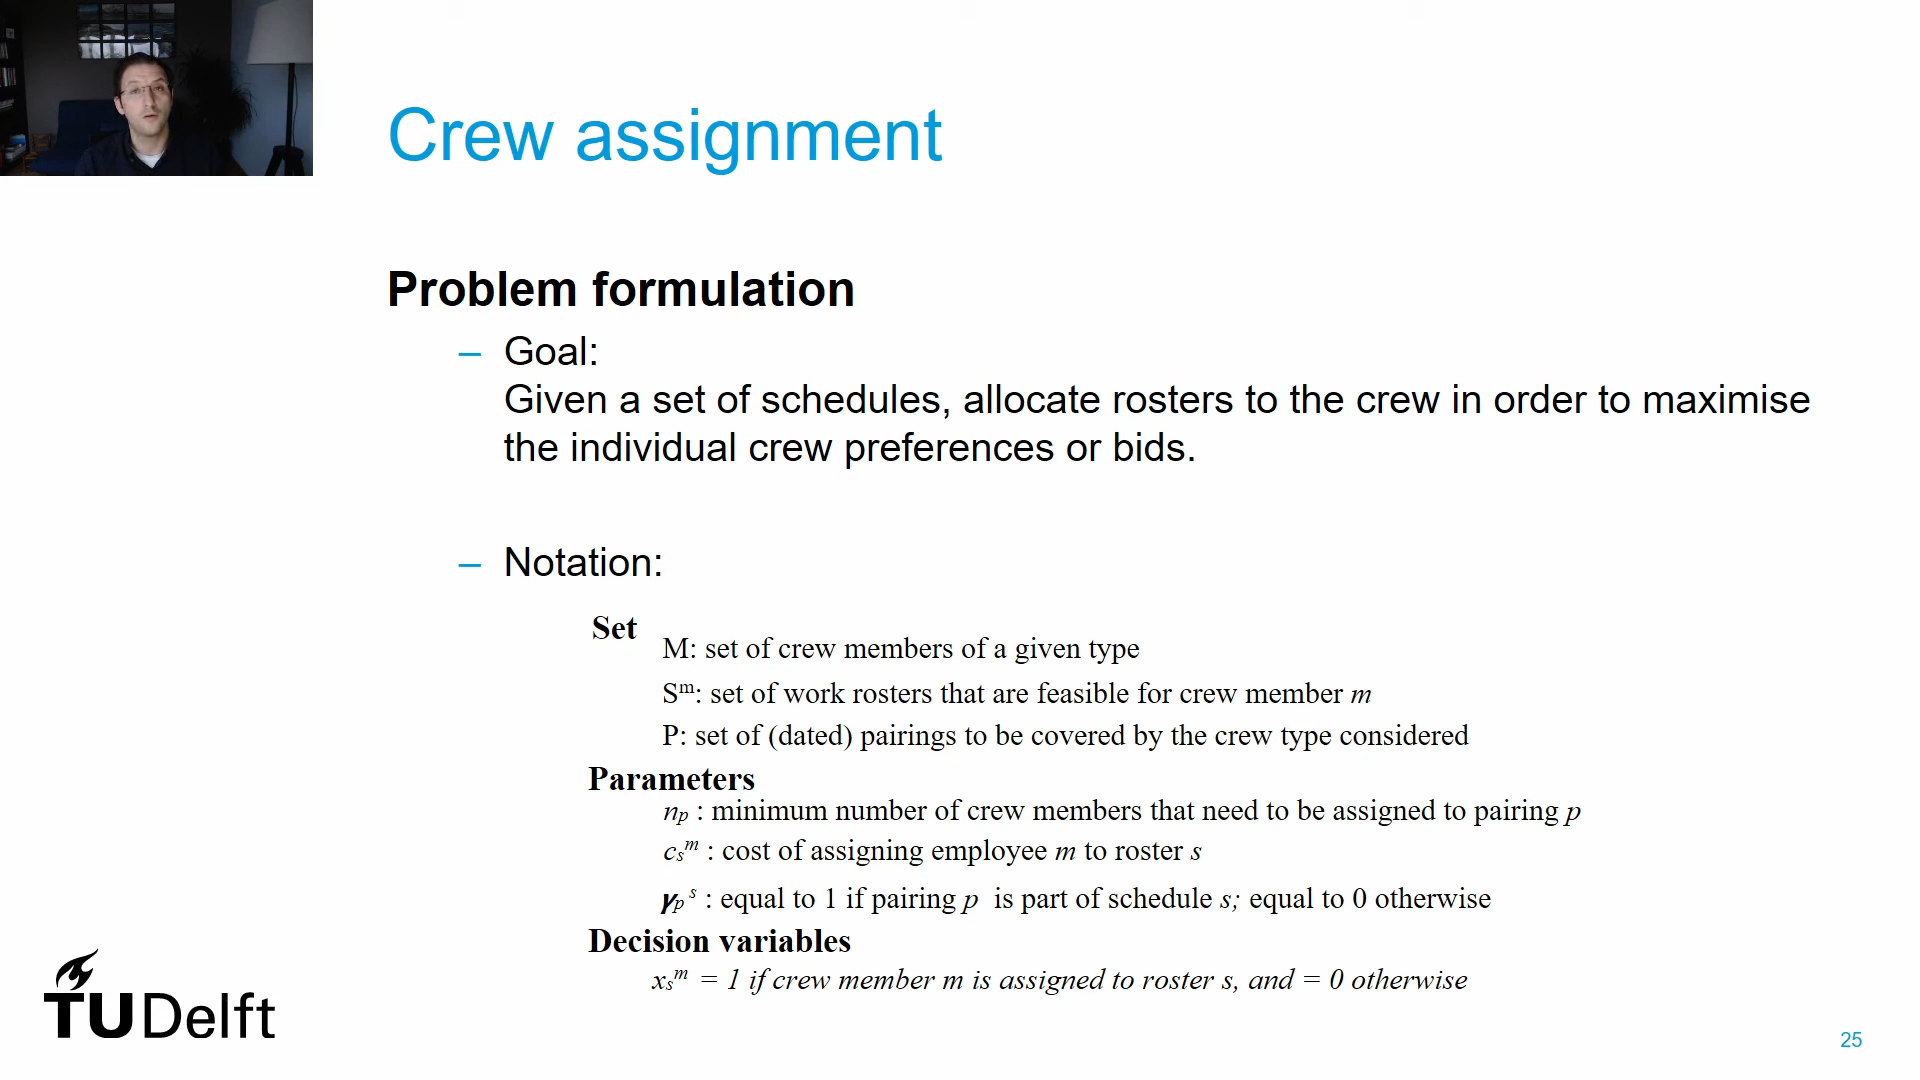 Crew assignment
Problem formulation
– Goal:
Given a set of schedules, allocate rosters to the crew in order to maximise
the individual crew preferences or bids.
– Notation:
Set
M: set of crew members of a given type
Sᵐ: set of work rosters that are feasible for crew member m
P: set of (dated) pairings to be covered by the crew type considered
Parameters
nₚ : minimum number of crew members that need to be assigned to pairing p
cₛᵐ : cost of assigning employee m to roster s
γₚˢ : equal to 1 if pairing p is part of schedule s; equal to 0 otherwise
Decision variables
xₛᵐ = 1 if crew member m is assigned to roster s, and = 0 otherwise
TUDelft
25